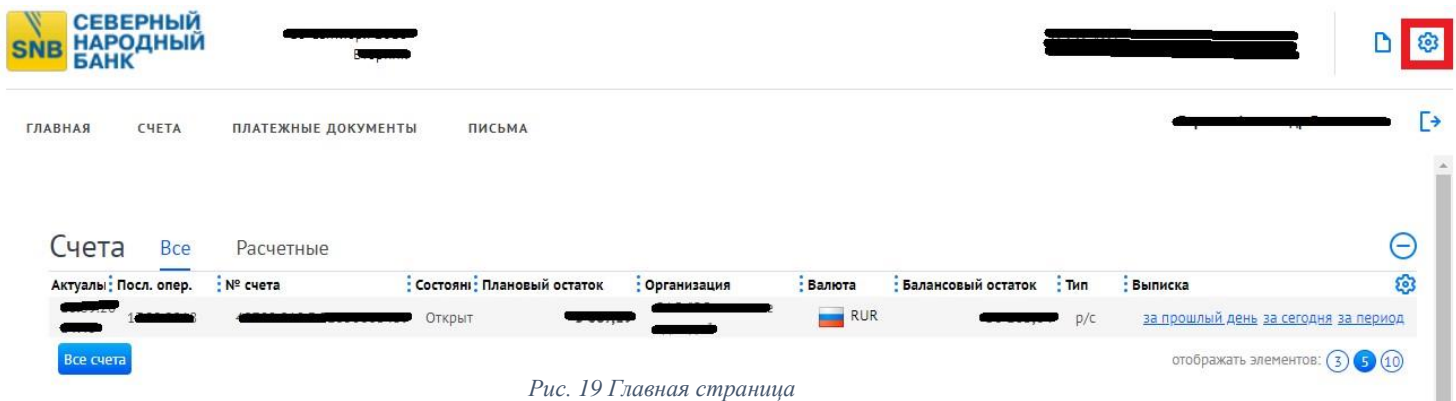 SNB СЕВЕРНЫЙ
НАРОДНЫЙ
БАНК
ГЛАВНАЯ СЧЕТА ПЛАТЕЖНЫЕ ДОКУМЕНТЫ ПИСЬМА
Счета Все Расчетные
Актуалы Посл. опер. № счета Состояні Плановый остаток Организация Валюта Балансовый остаток Тип Выписка
Открыт RUR р/с за прошлый день за сегодня за период
Все счета отображать элементов: 3 5 10
Рис. 19 Главная страница